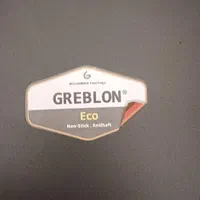 GREBLON®
Eco
Non-Stick . Antihaft